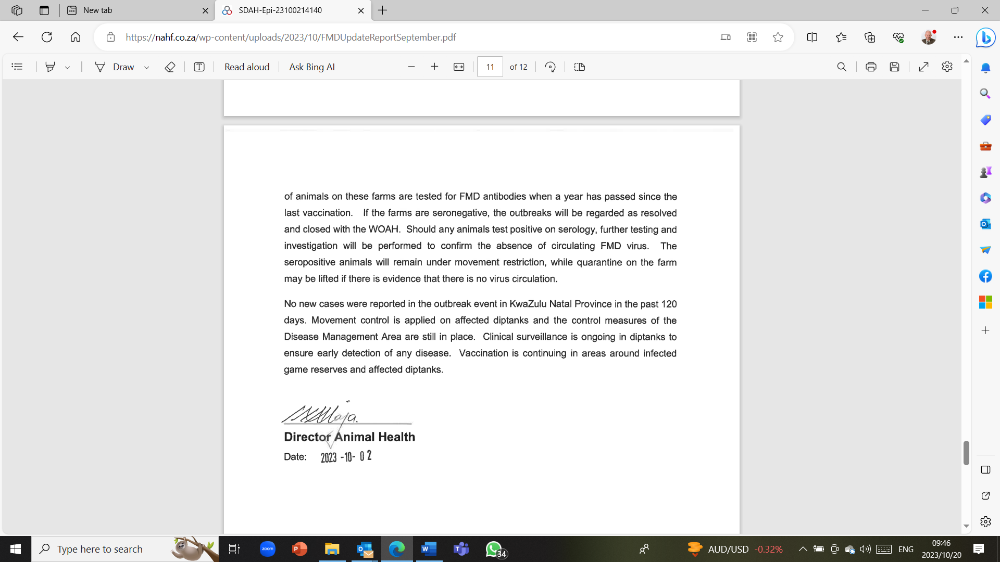 New tab
SDAH-Epi-23100214140
https://nahf.co.za/wp-content/uploads/2023/10/FMDUpdateReportSeptember.pdf
Draw
Read aloud
Ask Bing AI
11 of 12
of animals on these farms are tested for FMD antibodies when a year has passed since the
last vaccination. If the farms are seronegative, the outbreaks will be regarded as resolved
and closed with the WOAH. Should any animals test positive on serology, further testing and
investigation will be performed to confirm the absence of circulating FMD virus. The
seropositive animals will remain under movement restriction, while quarantine on the farm
may be lifted if there is evidence that there is no virus circulation.
No new cases were reported in the outbreak event in KwaZulu Natal Province in the past 120
days. Movement control is applied on affected diptanks and the control measures of the
Disease Management Area are still in place. Clinical surveillance is ongoing in diptanks to
ensure early detection of any disease. Vaccination is continuing in areas around infected
game reserves and affected diptanks.
Director Animal Health
Date: 2023 -10- 02
Type here to search
zoom
34
AUD/USD -0.32%
ENG
09:46
2023/10/20